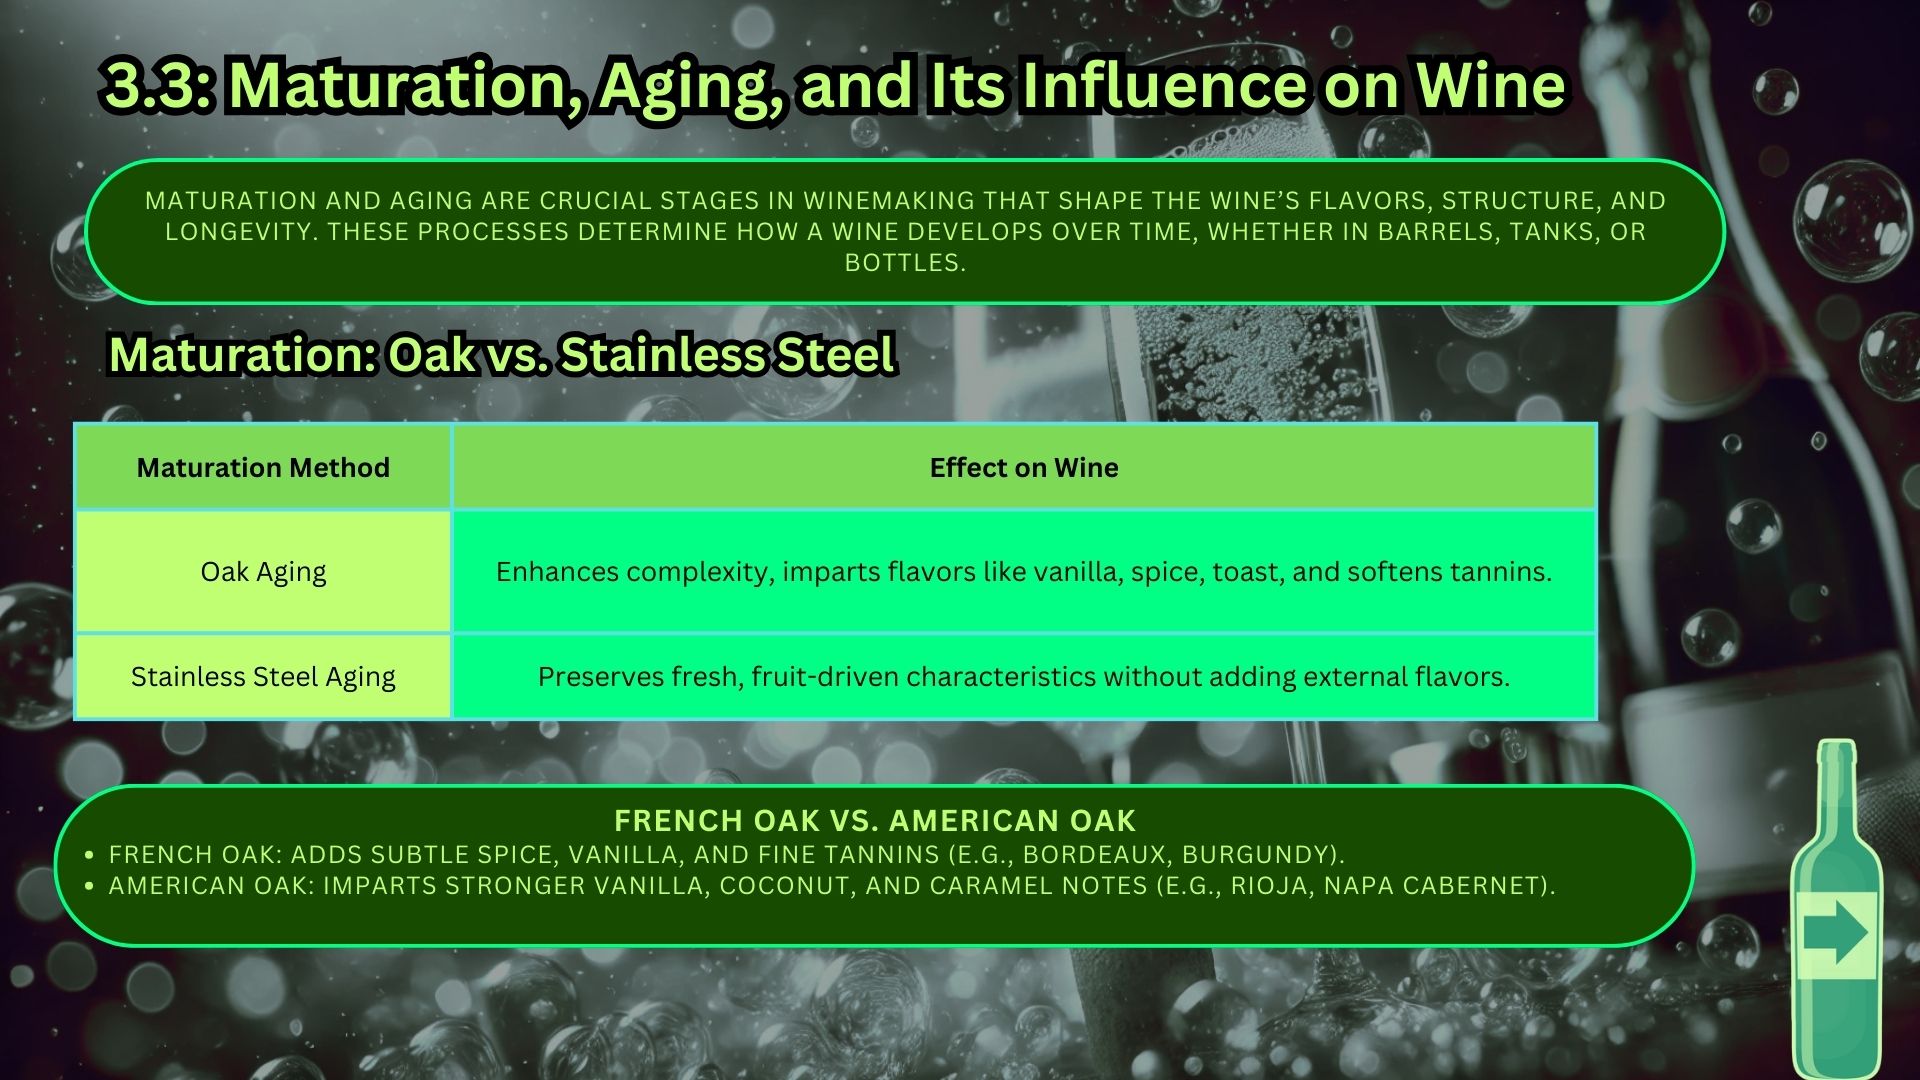 3.3: Maturation, Aging, and Its Influence on Wine
MATURATION AND AGING ARE CRUCIAL STAGES IN WINEMAKING THAT SHAPE THE WINE’S FLAVORS, STRUCTURE, AND
LONGEVITY. THESE PROCESSES DETERMINE HOW A WINE DEVELOPS OVER TIME, WHETHER IN BARRELS, TANKS, OR
BOTTLES.
Maturation: Oak vs. Stainless Steel
Maturation Method
Effect on Wine
Oak Aging
Enhances complexity, imparts flavors like vanilla, spice, toast, and softens tannins.
Stainless Steel Aging
Preserves fresh, fruit-driven characteristics without adding external flavors.
FRENCH OAK VS. AMERICAN OAK
• FRENCH OAK: ADDS SUBTLE SPICE, VANILLA, AND FINE TANNINS (E.G., BORDEAUX, BURGUNDY).
• AMERICAN OAK: IMPARTS STRONGER VANILLA, COCONUT, AND CARAMEL NOTES (E.G., RIOJA, NAPA CABERNET).